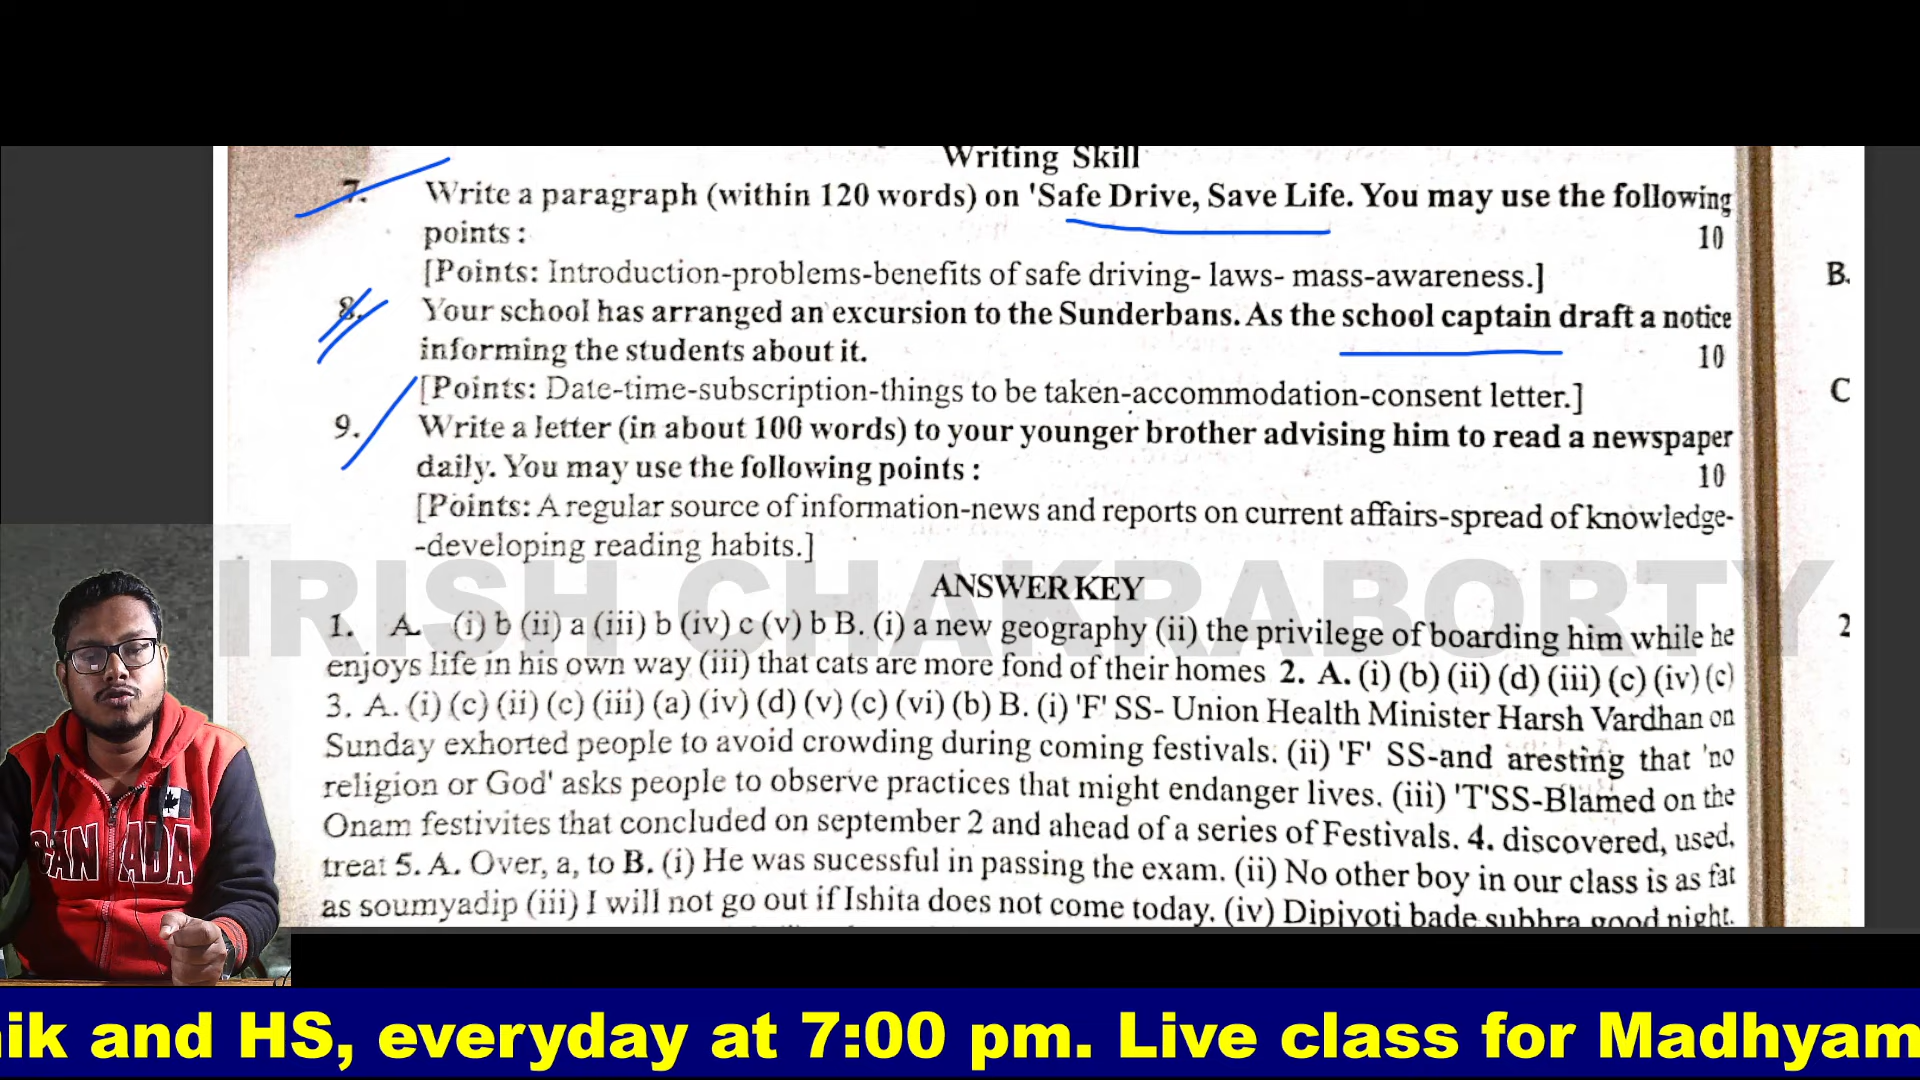 Writing Skill
7. Write a paragraph (within 120 words) on 'Safe Drive, Save Life. You may use the following
points : 10
[Points: Introduction-problems-benefits of safe driving- laws- mass-awareness.]
8. Your school has arranged an excursion to the Sunderbans. As the school captain draft a notice
informing the students about it. 10
[Points: Date-time-subscription-things to be taken-accommodation-consent letter.]
9. Write a letter (in about 100 words) to your younger brother advising him to read a newspaper
daily. You may use the following points : 10
[Points: A regular source of information-news and reports on current affairs-spread of knowledge-
-developing reading habits.]
ANSWER KEY
1. A. (i) b (ii) a (iii) b (iv) c (v) b B. (i) a new geography (ii) the privilege of boarding him while he
enjoys life in his own way (iii) that cats are more fond of their homes 2. A. (i) (b) (ii) (d) (iii) (c) (iv) (c)
3. A. (i) (c) (ii) (c) (iii) (a) (iv) (d) (v) (c) (vi) (b) B. (i) 'F' SS- Union Health Minister Harsh Vardhan on
Sunday exhorted people to avoid crowding during coming festivals. (ii) 'F' SS-and aresting that 'no
religion or God' asks people to observe practices that might endanger lives. (iii) 'T'SS-Blamed on the
Onam festivites that concluded on september 2 and ahead of a series of Festivals. 4. discovered, used,
treat 5. A. Over, a, to B. (i) He was sucessful in passing the exam. (ii) No other boy in our class is as fat
as soumyadip (iii) I will not go out if Ishita does not come today. (iv) Dipjyoti bade subhra good night.
B.
C
2
IRISH CHAKRABORTY
CANADA
ik and HS, everyday at 7:00 pm. Live class for Madhyam